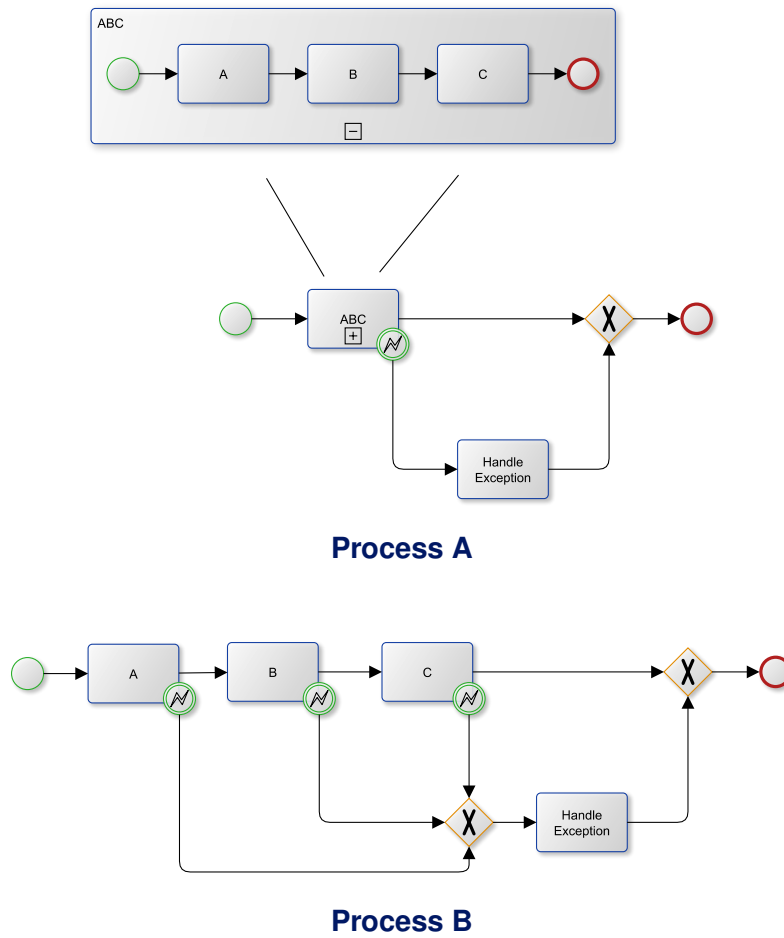 ABC
A
B
C
ABC
Handle
Exception
Process A
A
B
C
Handle
Exception
Process B